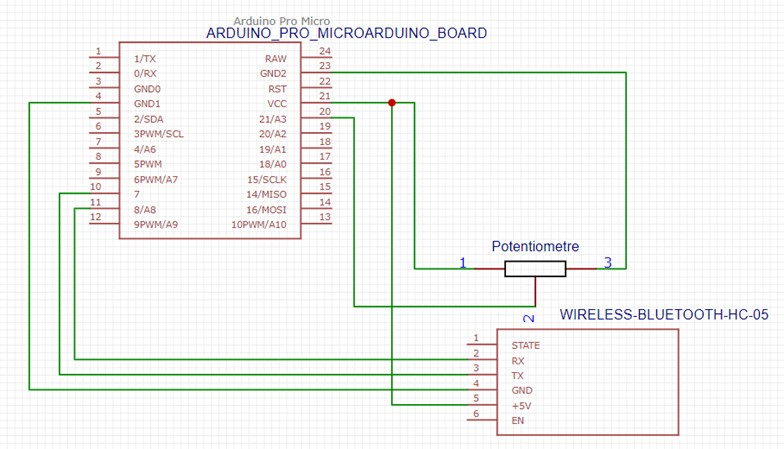 Arduino Pro Micro
ARDUINO_PRO_MICROARDUINO_BOARD
1 1/TX RAW 24
2 0/RX GND2 23
3 GND0 RST 22
4 GND1 VCC 21
5 2/SDA 21/A3 20
6 3PWM/SCL 20/A2 19
7 4/A6 19/A1 18
8 5PWM 18/A0 17
9 6PWM/A7 15/SCLK 16
10 7 14/MISO 15
11 8/A8 16/MOSI 14
12 9PWM/A9 10PWM/A10 13
Potentiometre
1 3
2
WIRELESS-BLUETOOTH-HC-05
1 STATE
2 RX
3 TX
4 GND
5 +5V
6 EN